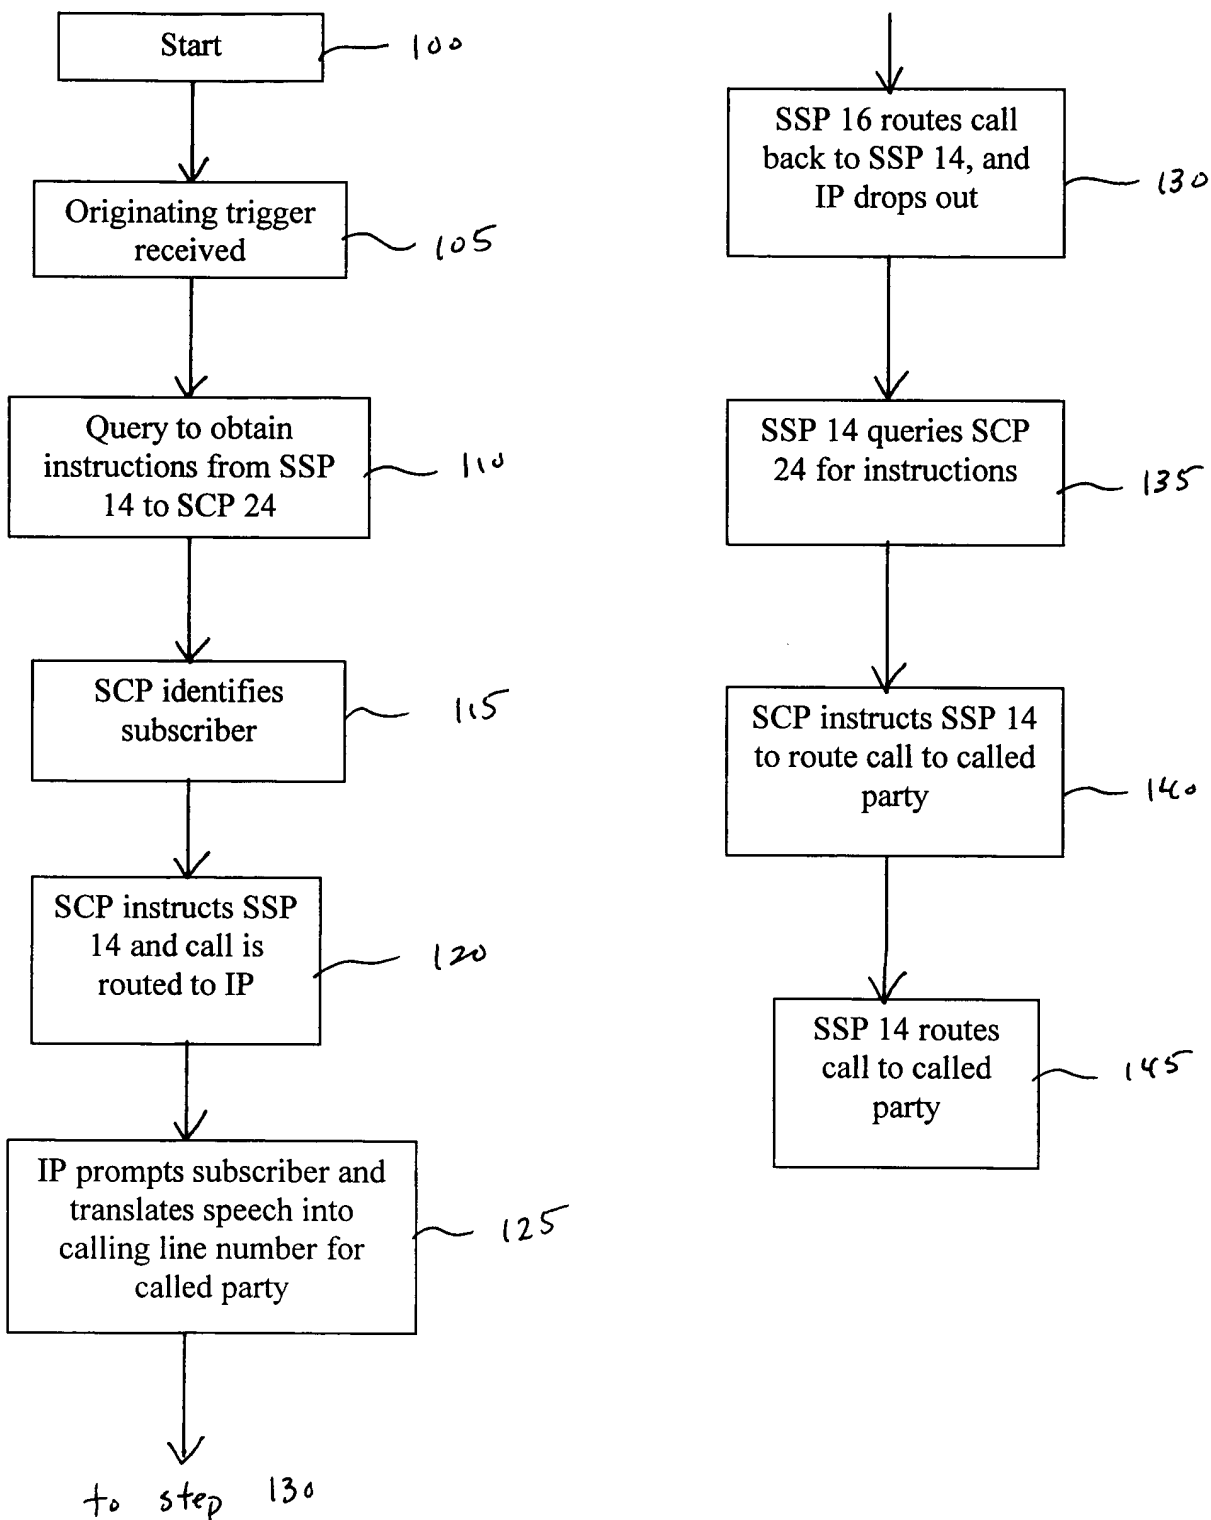 Start
100
Originating trigger
received
105
Query to obtain
instructions from SSP
14 to SCP 24
110
SCP identifies
subscriber
115
SCP instructs SSP
14 and call is
routed to IP
120
IP prompts subscriber and
translates speech into
calling line number for
called party
125
to step 130
SSP 16 routes call
back to SSP 14, and
IP drops out
130
SSP 14 queries SCP
24 for instructions
135
SCP instructs SSP 14
to route call to called
party
140
SSP 14 routes
call to called
party
145